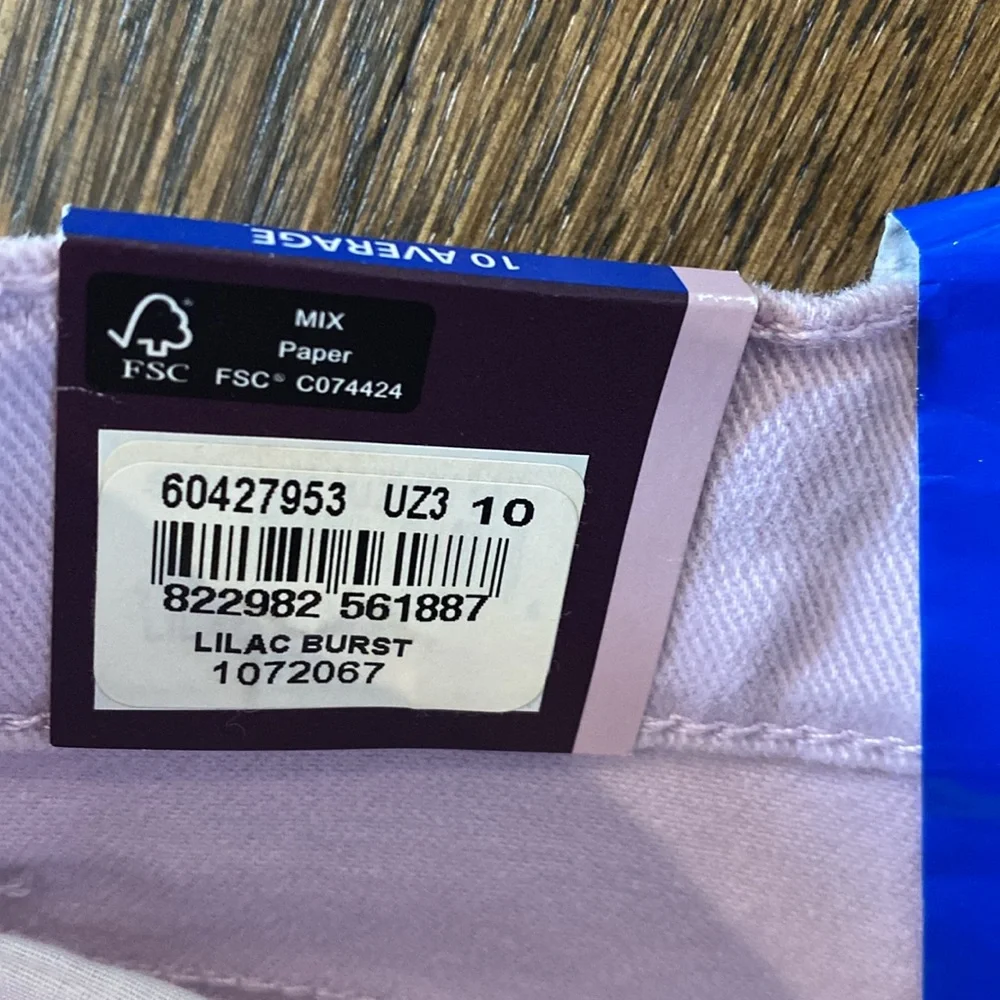 10 AVERAGE
MIX
Paper
FSC® C074424
FSC®
60427953 UZ3 10
822982 561887
LILAC BURST
1072067